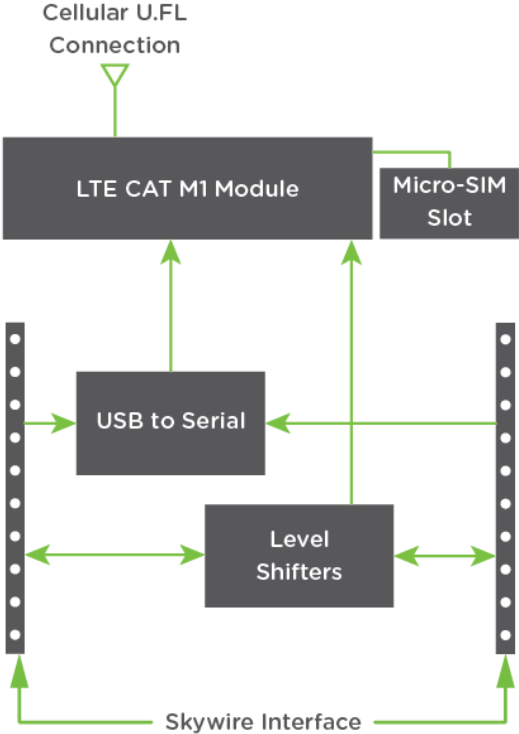 Cellular U.FL
Connection
LTE CAT M1 Module
Micro-SIM
Slot
USB to Serial
Level
Shifters
Skywire Interface